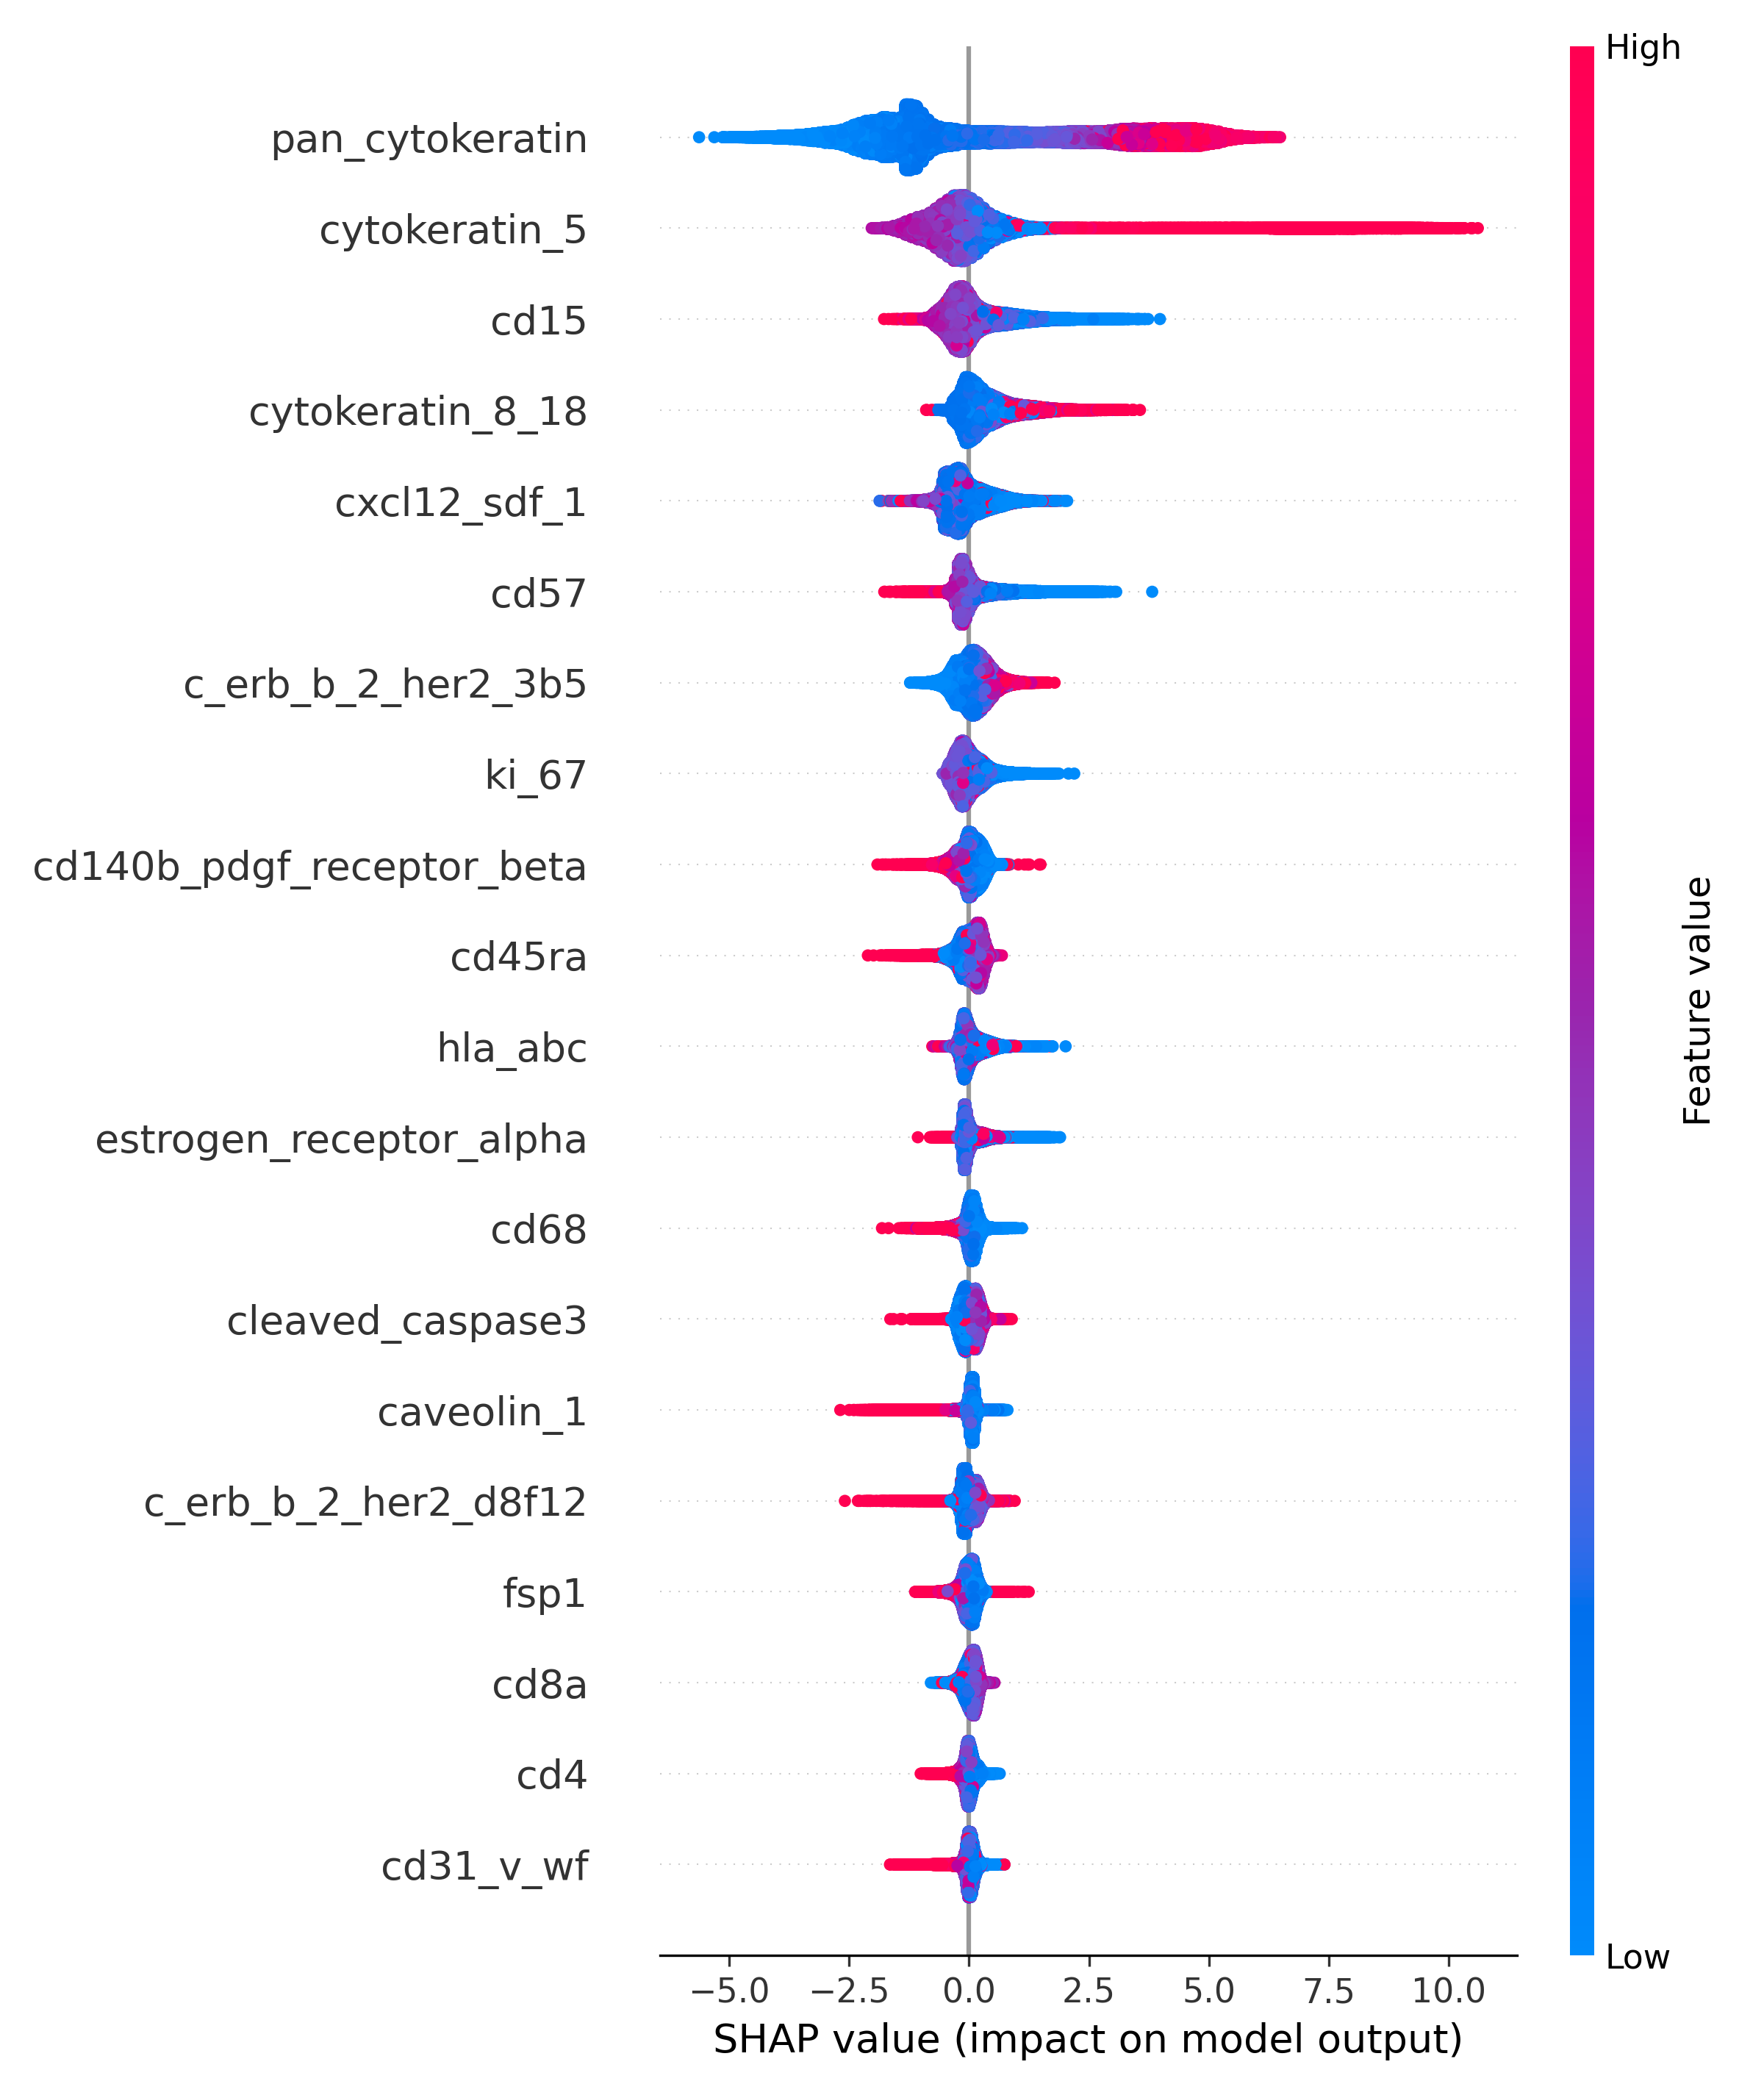 High
pan_cytokeratin
cytokeratin_5
cd15
cytokeratin_8_18
cxcl12_sdf_1
cd57
c_erb_b_2_her2_3b5
ki_67
cd140b_pdgf_receptor_beta
cd45ra
hla_abc
estrogen_receptor_alpha
cd68
cleaved_caspase3
caveolin_1
c_erb_b_2_her2_d8f12
fsp1
cd8a
cd4
cd31_v_wf
Feature value
Low
−5.0 −2.5 0.0 2.5 5.0 7.5 10.0
SHAP value (impact on model output)